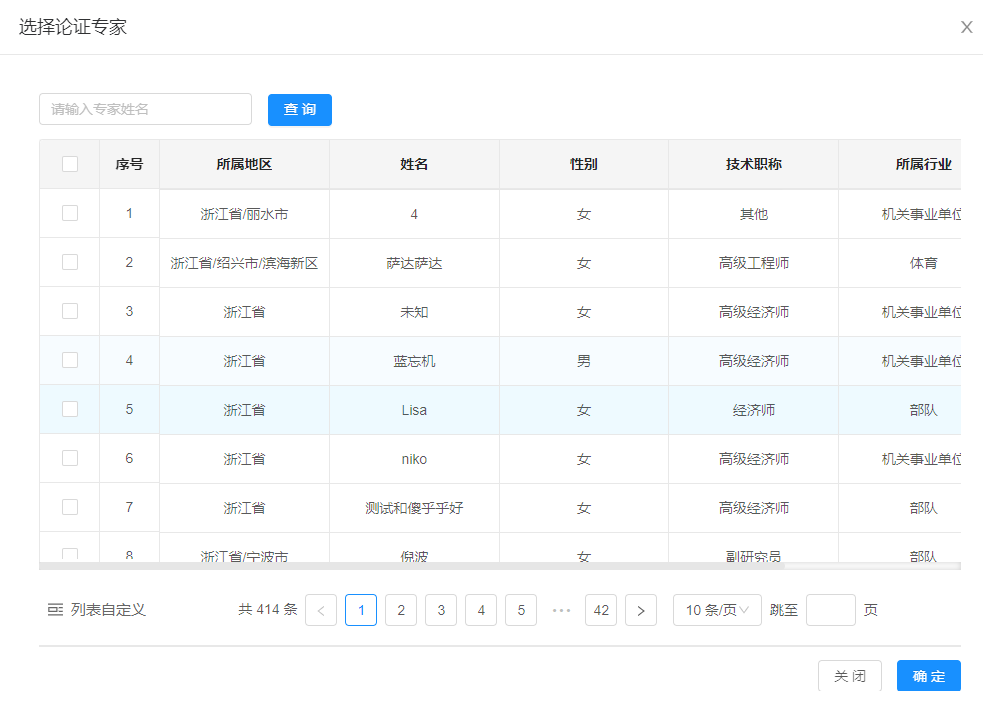 选择论证专家 X
请输入专家姓名 查 询
序号 所属地区 姓名 性别 技术职称 所属行业
1 浙江省/丽水市 4 女 其他 机关事业单位
2 浙江省/绍兴市/滨海新区 萨达萨达 女 高级工程师 体育
3 浙江省 未知 女 高级经济师 机关事业单位
4 浙江省 蓝忘机 男 高级经济师 机关事业单位
5 浙江省 Lisa 女 经济师 部队
6 浙江省 niko 女 高级经济师 机关事业单位
7 浙江省 测试和傻乎乎好 女 高级经济师 部队
8 浙江省/宁波市 倪波 女 副研究员 部队
列表自定义 共 414 条 < 1 2 3 4 5 ••• 42 > 10 条/页 跳至 页
关 闭 确 定